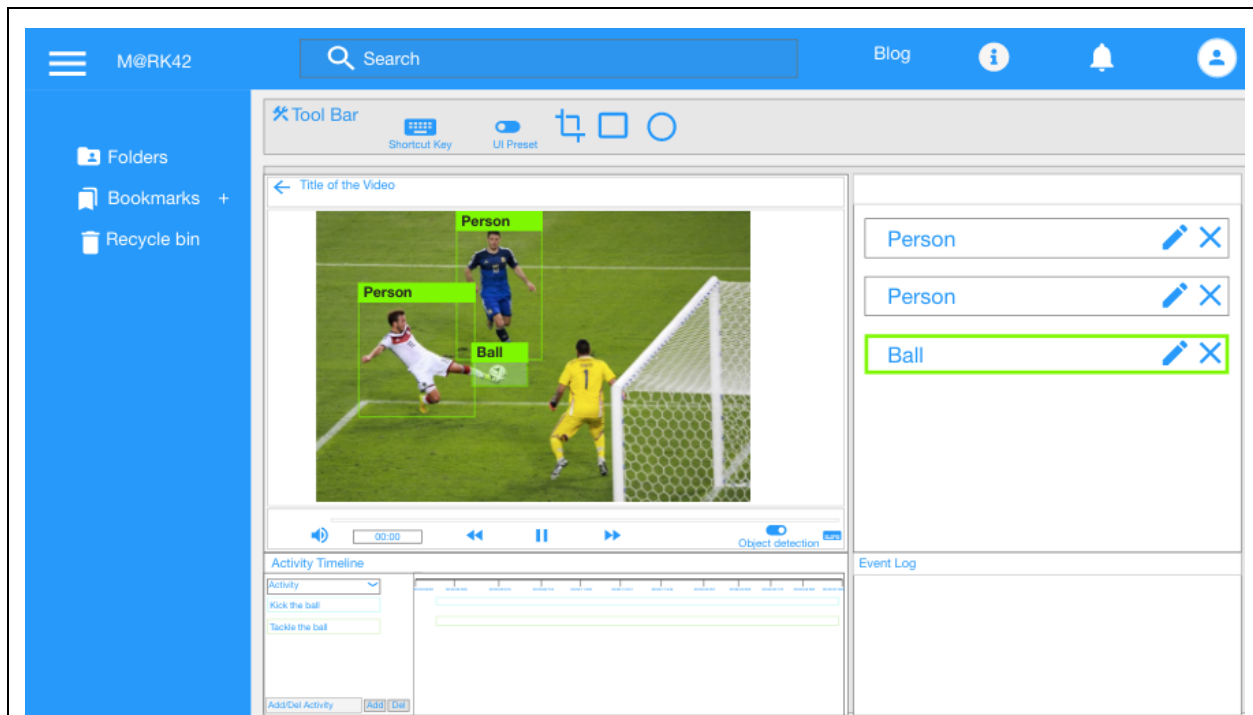 M@RK42
Search
Blog
Folders
Bookmarks +
Recycle bin
Tool Bar
Shortcut Key
UI Preset
Title of the Video
Person
Person
Ball
1
00:00
Object detection
Person
Person
Ball
Activity Timeline
Activity
Kick the ball
Tackle the ball
Add/Del Activity
Add
Del
Event Log